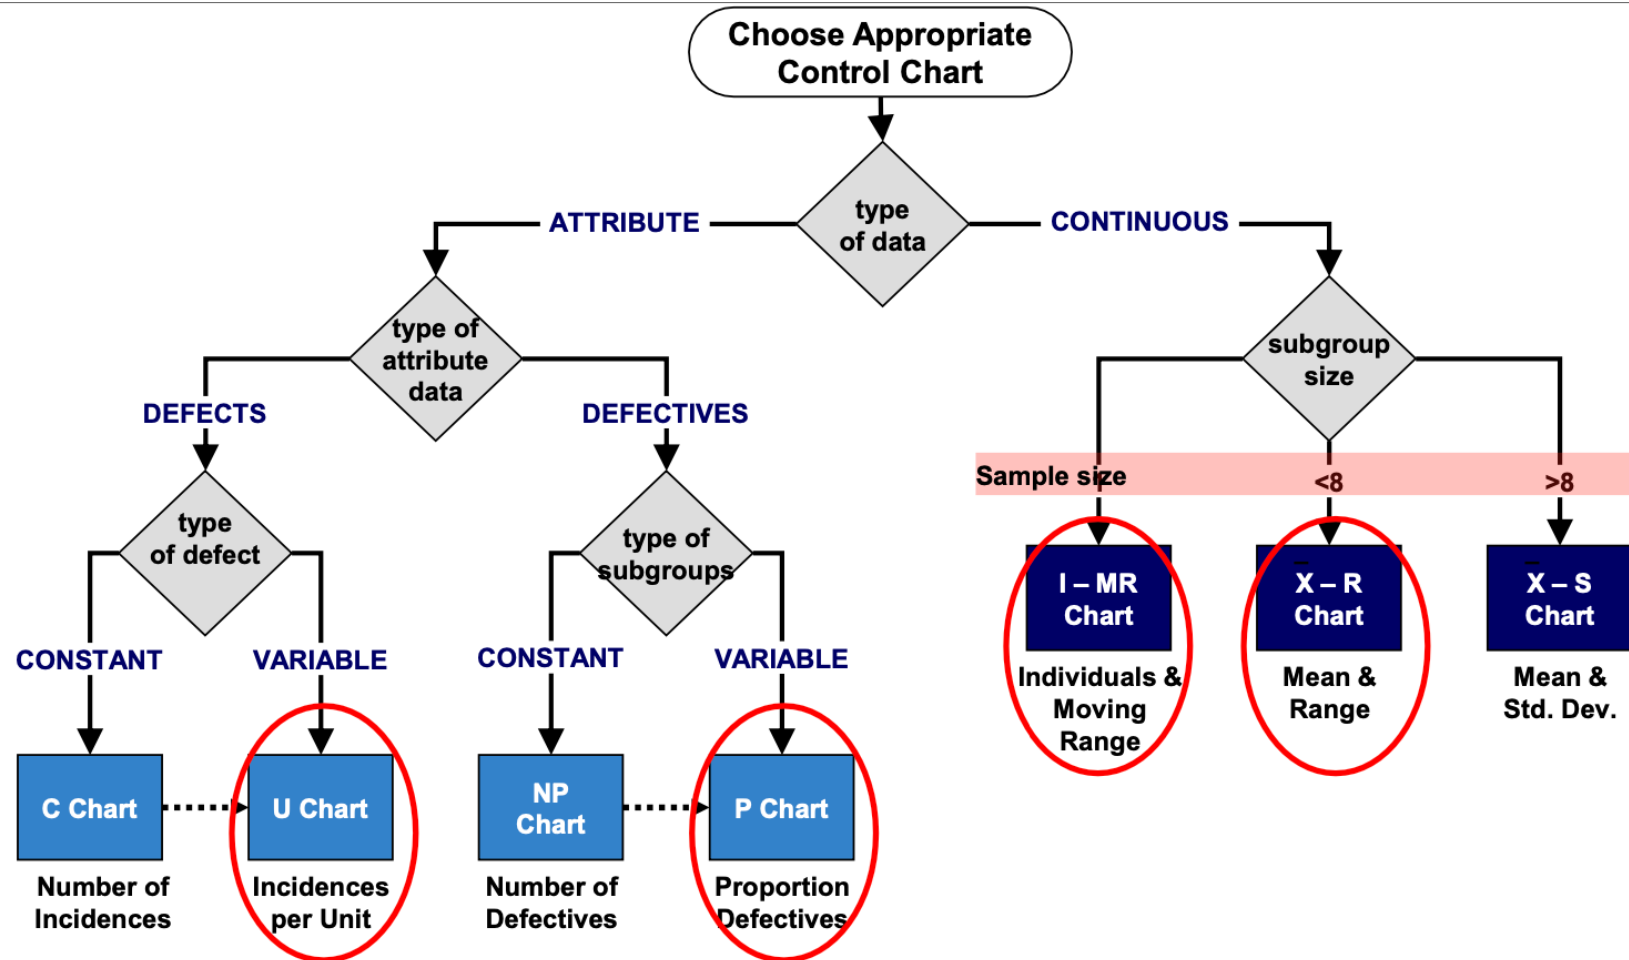 Choose Appropriate
Control Chart
type
of data
ATTRIBUTE
CONTINUOUS
type of
attribute
data
subgroup
size
DEFECTS
DEFECTIVES
Sample size
<8
>8
type
of defect
type of
subgroups
CONSTANT
VARIABLE
CONSTANT
VARIABLE
I – MR
Chart
X̄ – R
Chart
X̄ – S
Chart
Individuals &
Moving
Range
Mean &
Range
Mean &
Std. Dev.
C Chart
U Chart
NP
Chart
P Chart
Number of
Incidences
Incidences
per Unit
Number of
Defectives
Proportion
Defectives